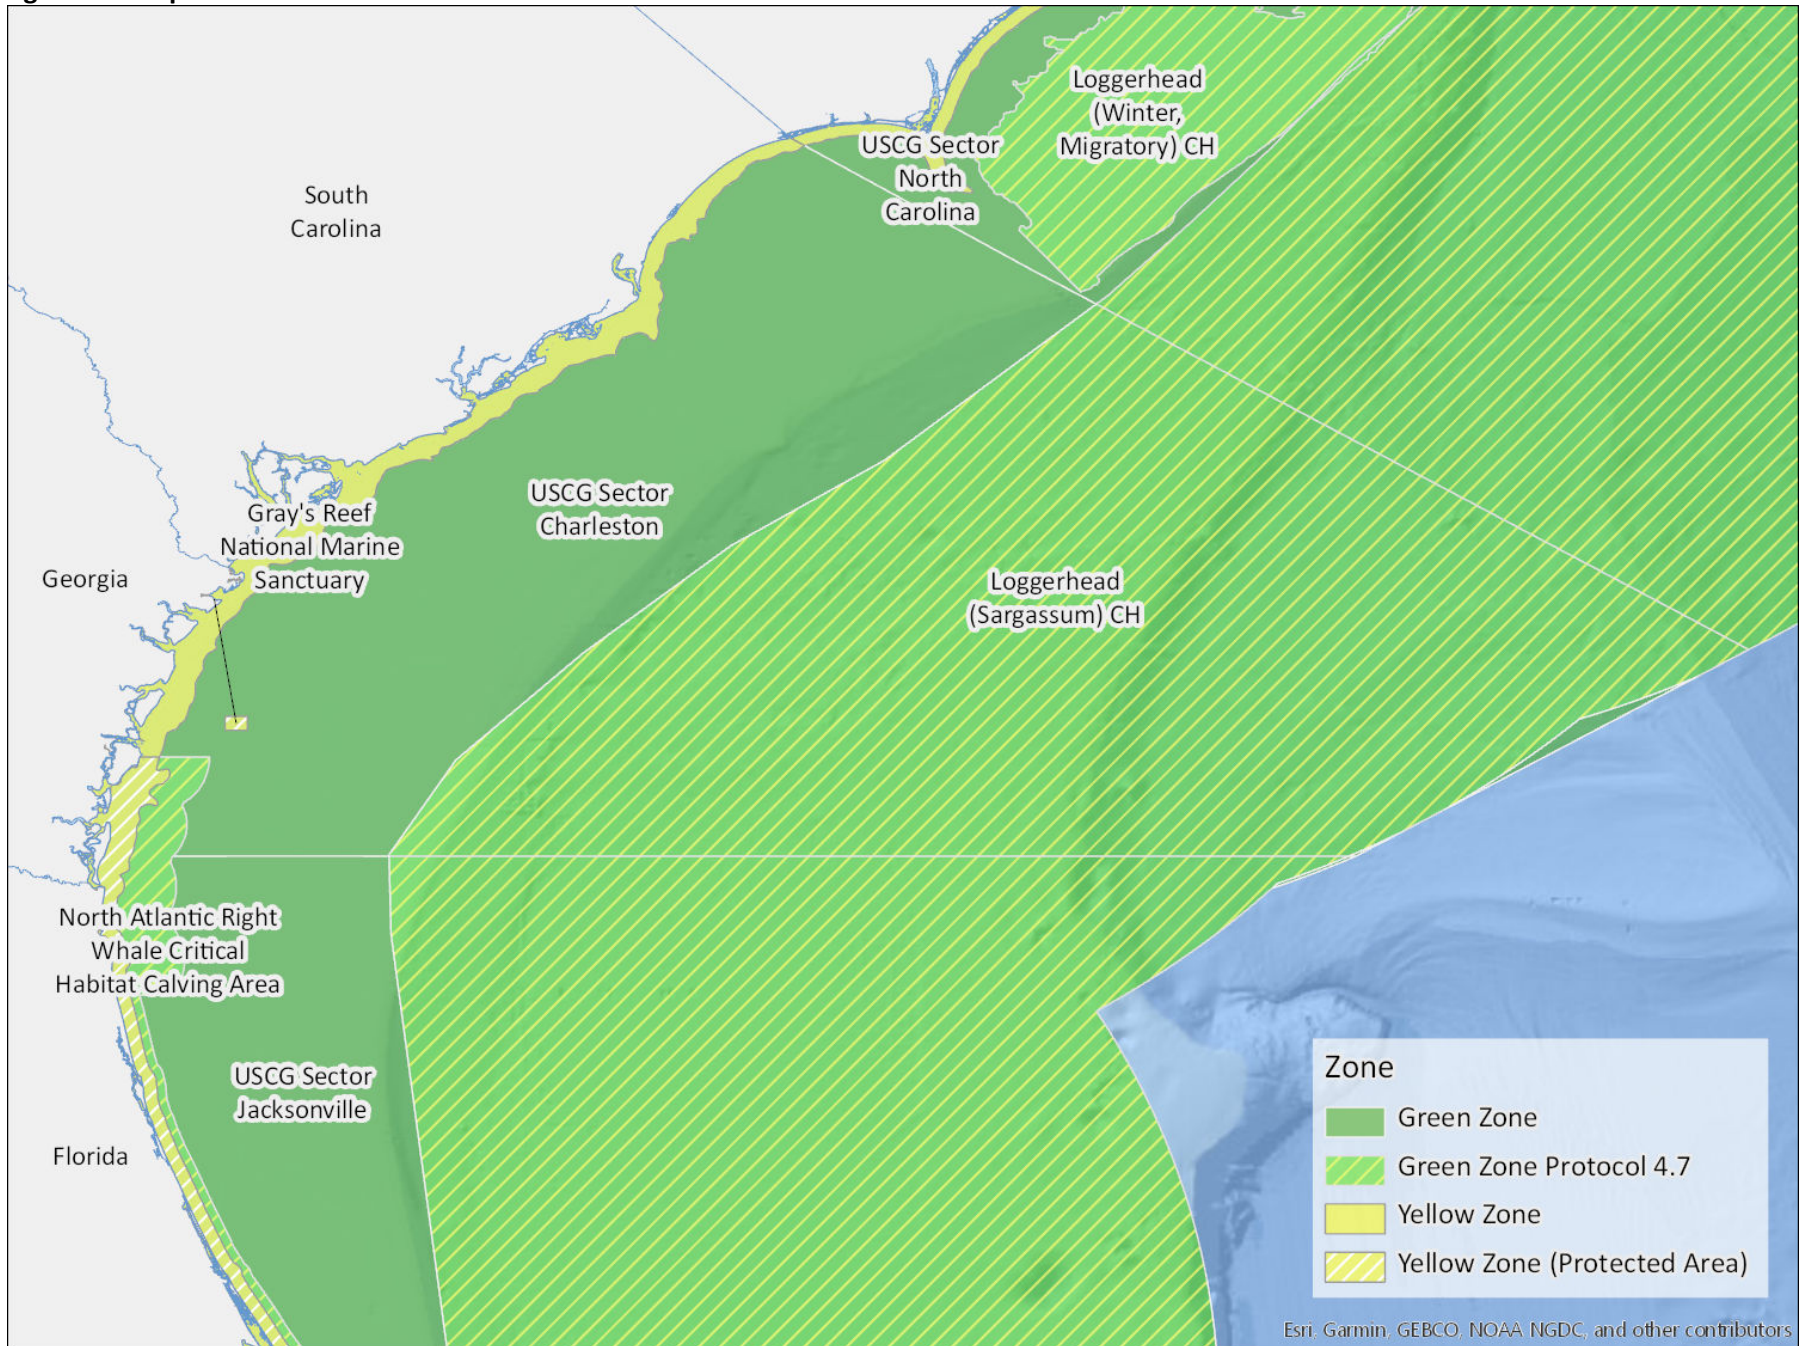 Loggerhead
(Winter,
Migratory) CH
USCG Sector
North
Carolina
South
Carolina
USCG Sector
Charleston
Gray's Reef
National Marine
Sanctuary
Georgia
Loggerhead
(Sargassum) CH
North Atlantic Right
Whale Critical
Habitat Calving Area
USCG Sector
Jacksonville
Florida
Zone
Green Zone
Green Zone Protocol 4.7
Yellow Zone
Yellow Zone (Protected Area)
Esri, Garmin, GEBCO, NOAA NGDC, and other contributors